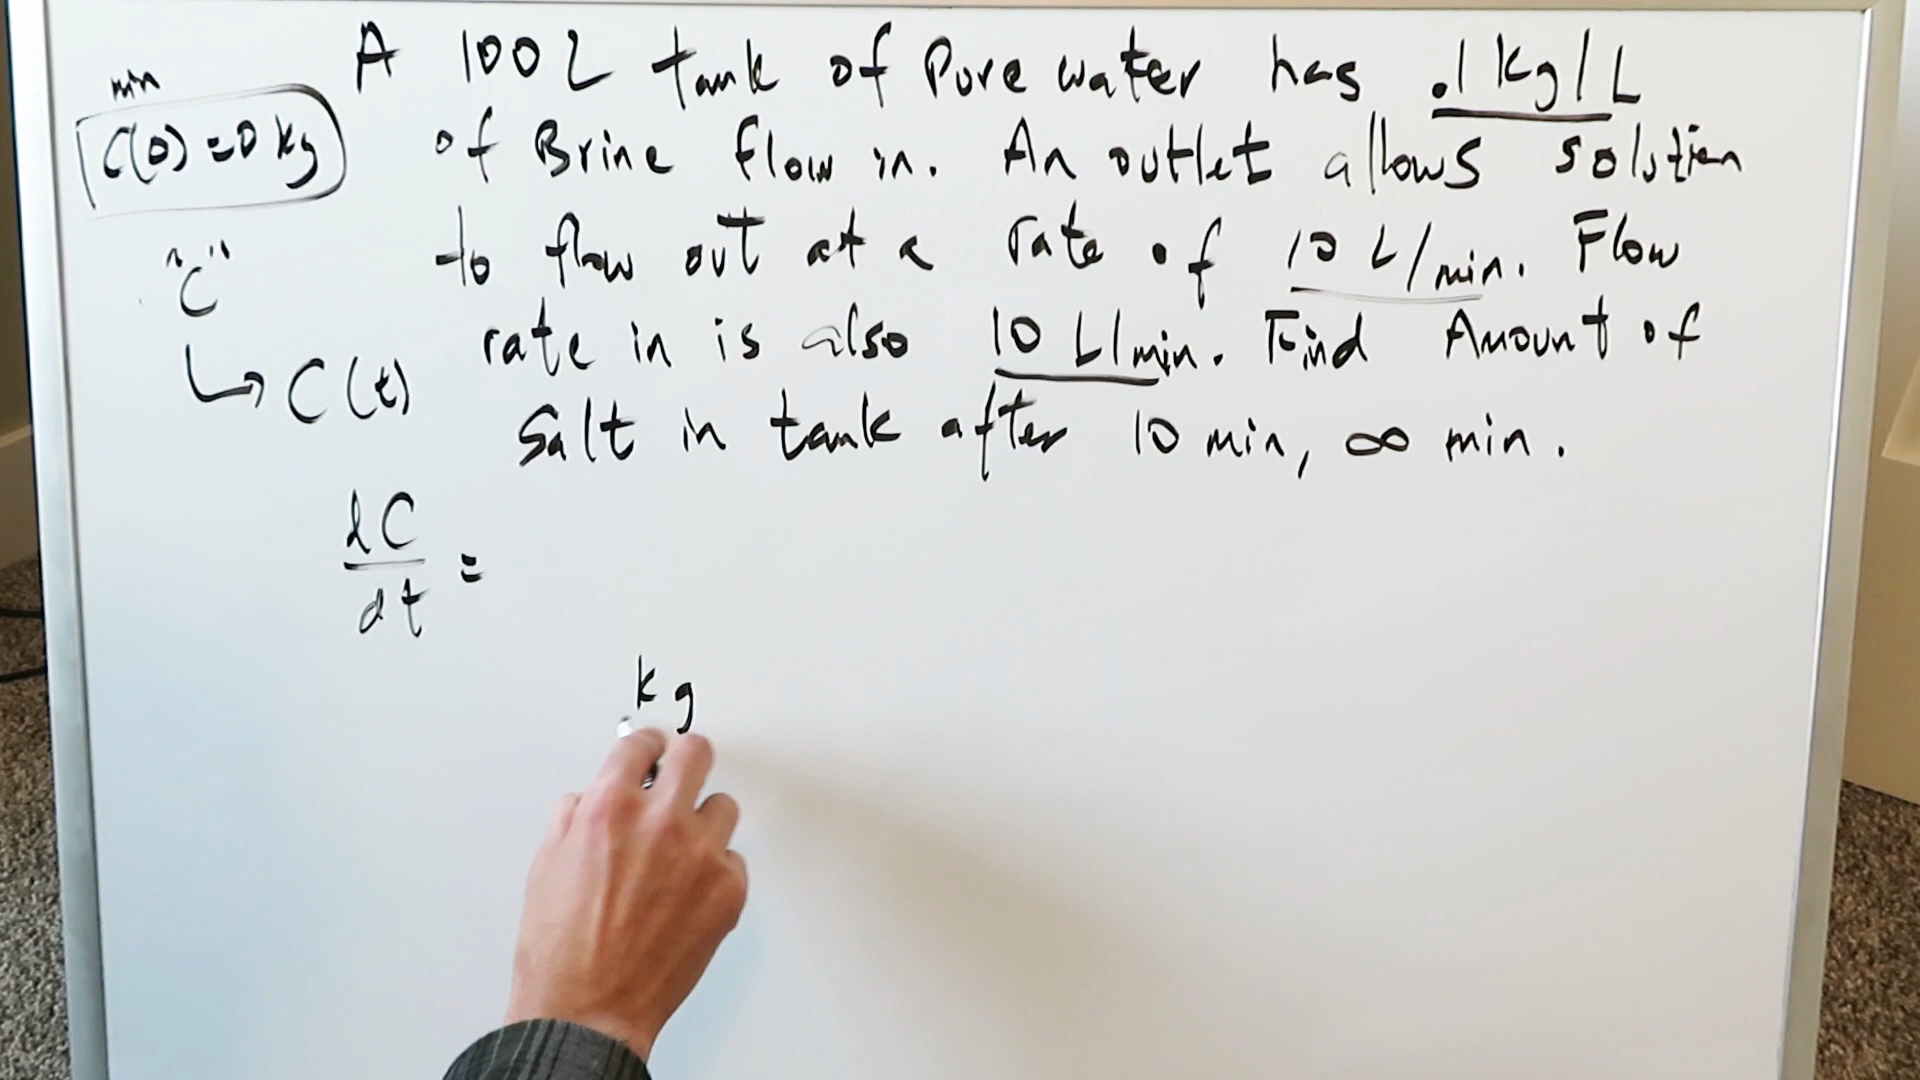 A 100L tank of Pure water has .1 kg/L
of Brine flow in. An outlet allows solution
to flow out at a rate of 10 L/min. Flow
rate in is also 10 L/min. Find Amount of
Salt in tank after 10 min, ∞ min.
min
C(0) = 0 kg
"C"
↳ C(t)
dC/dt =
kg